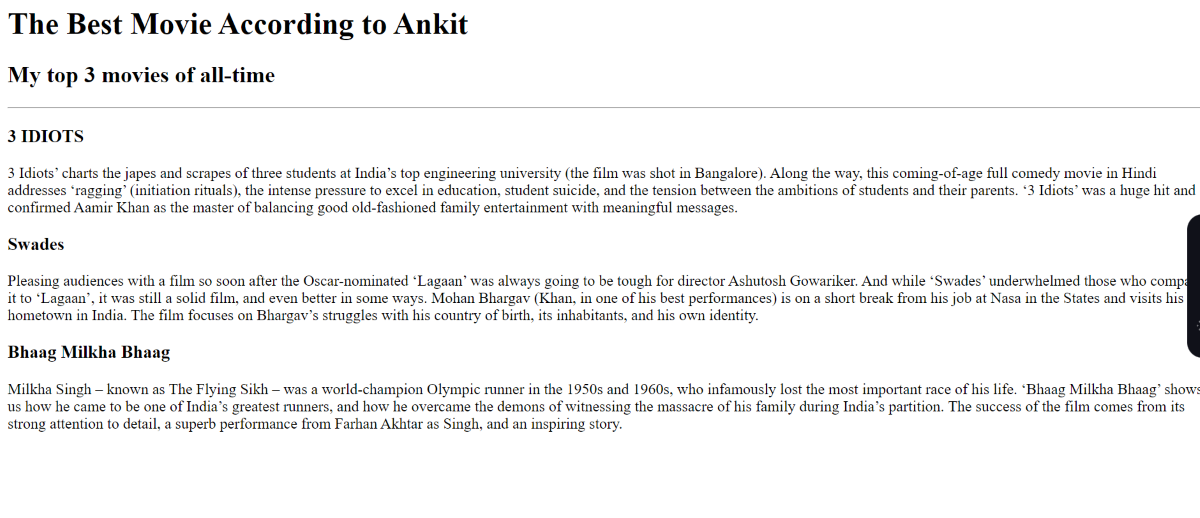 The Best Movie According to Ankit
My top 3 movies of all-time
3 IDIOTS
3 Idiots’ charts the japes and scrapes of three students at India’s top engineering university (the film was shot in Bangalore). Along the way, this coming-of-age full comedy movie in Hindi
addresses ‘ragging’ (initiation rituals), the intense pressure to excel in education, student suicide, and the tension between the ambitions of students and their parents. ‘3 Idiots’ was a huge hit and
confirmed Aamir Khan as the master of balancing good old-fashioned family entertainment with meaningful messages.
Swades
Pleasing audiences with a film so soon after the Oscar-nominated ‘Lagaan’ was always going to be tough for director Ashutosh Gowariker. And while ‘Swades’ underwhelmed those who
it to ‘Lagaan’, it was still a solid film, and even better in some ways. Mohan Bhargav (Khan, in one of his best performances) is on a short break from his job at Nasa in the States and visits his
hometown in India. The film focuses on Bhargav’s struggles with his country of birth, its inhabitants, and his own identity.
Bhaag Milkha Bhaag
Milkha Singh – known as The Flying Sikh – was a world-champion Olympic runner in the 1950s and 1960s, who infamously lost the most important race of his life. ‘Bhaag Milkha Bhaag’ shows
us how he came to be one of India’s greatest runners, and how he overcame the demons of witnessing the massacre of his family during India’s partition. The success of the film comes from its
strong attention to detail, a superb performance from Farhan Akhtar as Singh, and an inspiring story.